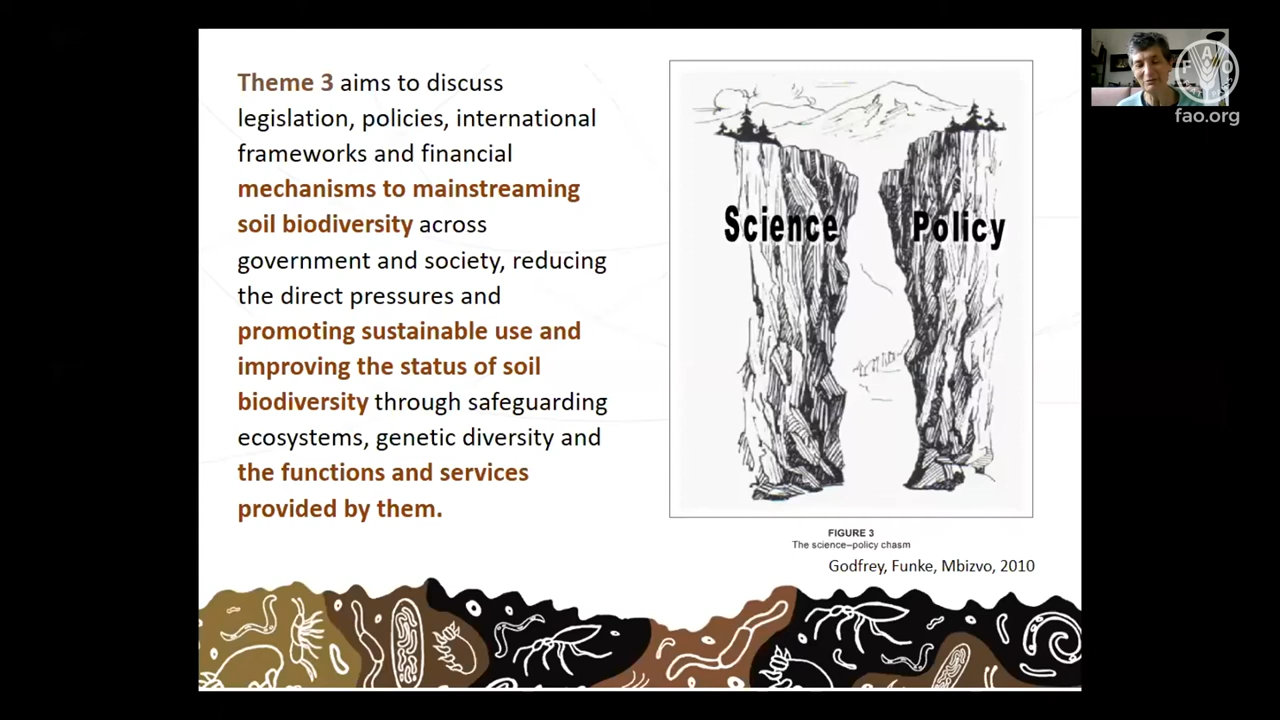 Theme 3 aims to discuss
legislation, policies, international
frameworks and financial
mechanisms to mainstreaming
soil biodiversity across
government and society, reducing
the direct pressures and
promoting sustainable use and
improving the status of soil
biodiversity through safeguarding
ecosystems, genetic diversity and
the functions and services
provided by them.
Science
Policy
FIGURE 3
The science–policy chasm
Godfrey, Funke, Mbizvo, 2010
F A O
fao.org